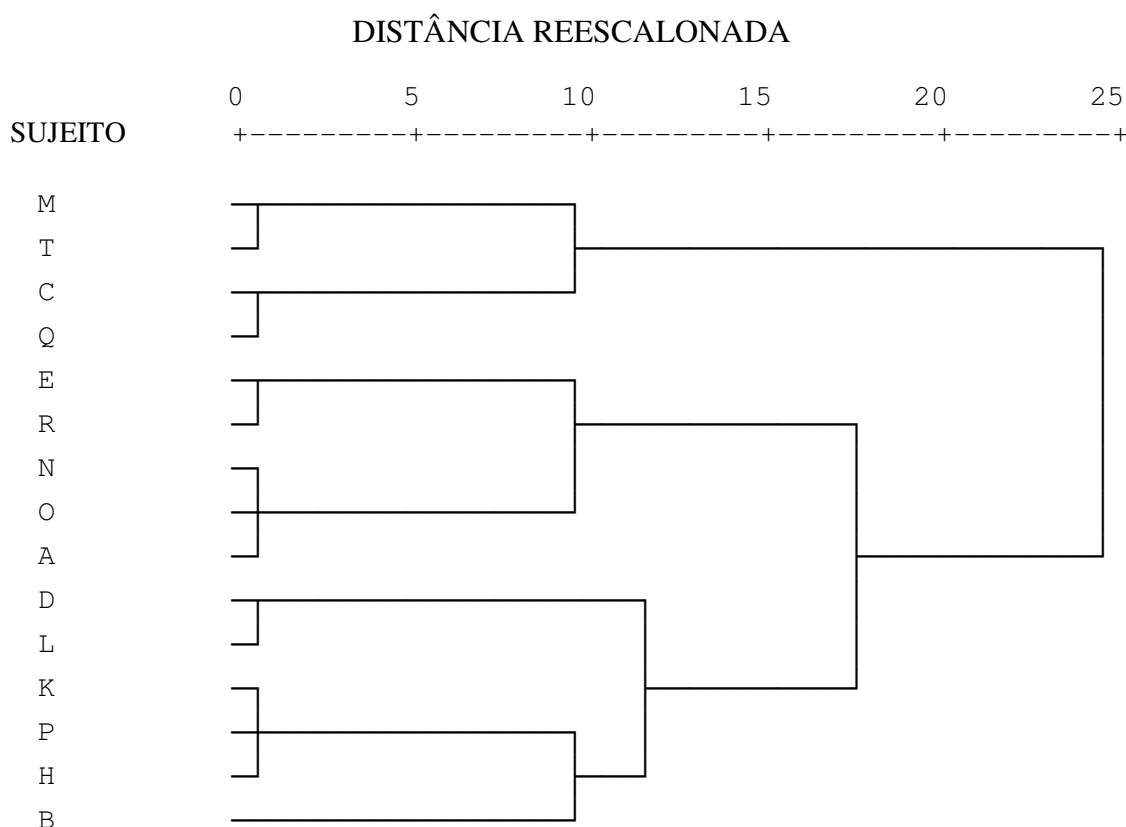 DISTÂNCIA REESCALONADA
0 5 10 15 20 25
SUJEITO +---------+---------+---------+---------+---------+
M
T
C
Q
E
R
N
O
A
D
L
K
P
H
B